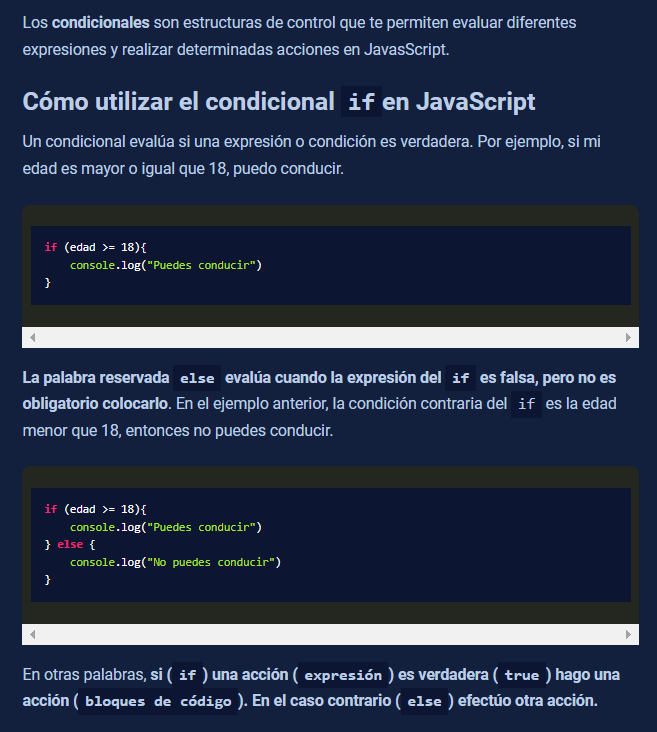 Los condicionales son estructuras de control que te permiten evaluar diferentes
expresiones y realizar determinadas acciones en JavasScript.
Cómo utilizar el condicional if en JavaScript
Un condicional evalúa si una expresión o condición es verdadera. Por ejemplo, si mi
edad es mayor o igual que 18, puedo conducir.
if (edad >= 18){
    console.log("Puedes conducir")
}
La palabra reservada else evalúa cuando la expresión del if es falsa, pero no es
obligatorio colocarlo. En el ejemplo anterior, la condición contraria del if es la edad
menor que 18, entonces no puedes conducir.
if (edad >= 18){
    console.log("Puedes conducir")
} else {
    console.log("No puedes conducir")
}
En otras palabras, si ( if ) una acción ( expresión ) es verdadera ( true ) hago una
acción ( bloques de código ). En el caso contrario ( else ) efectúo otra acción.